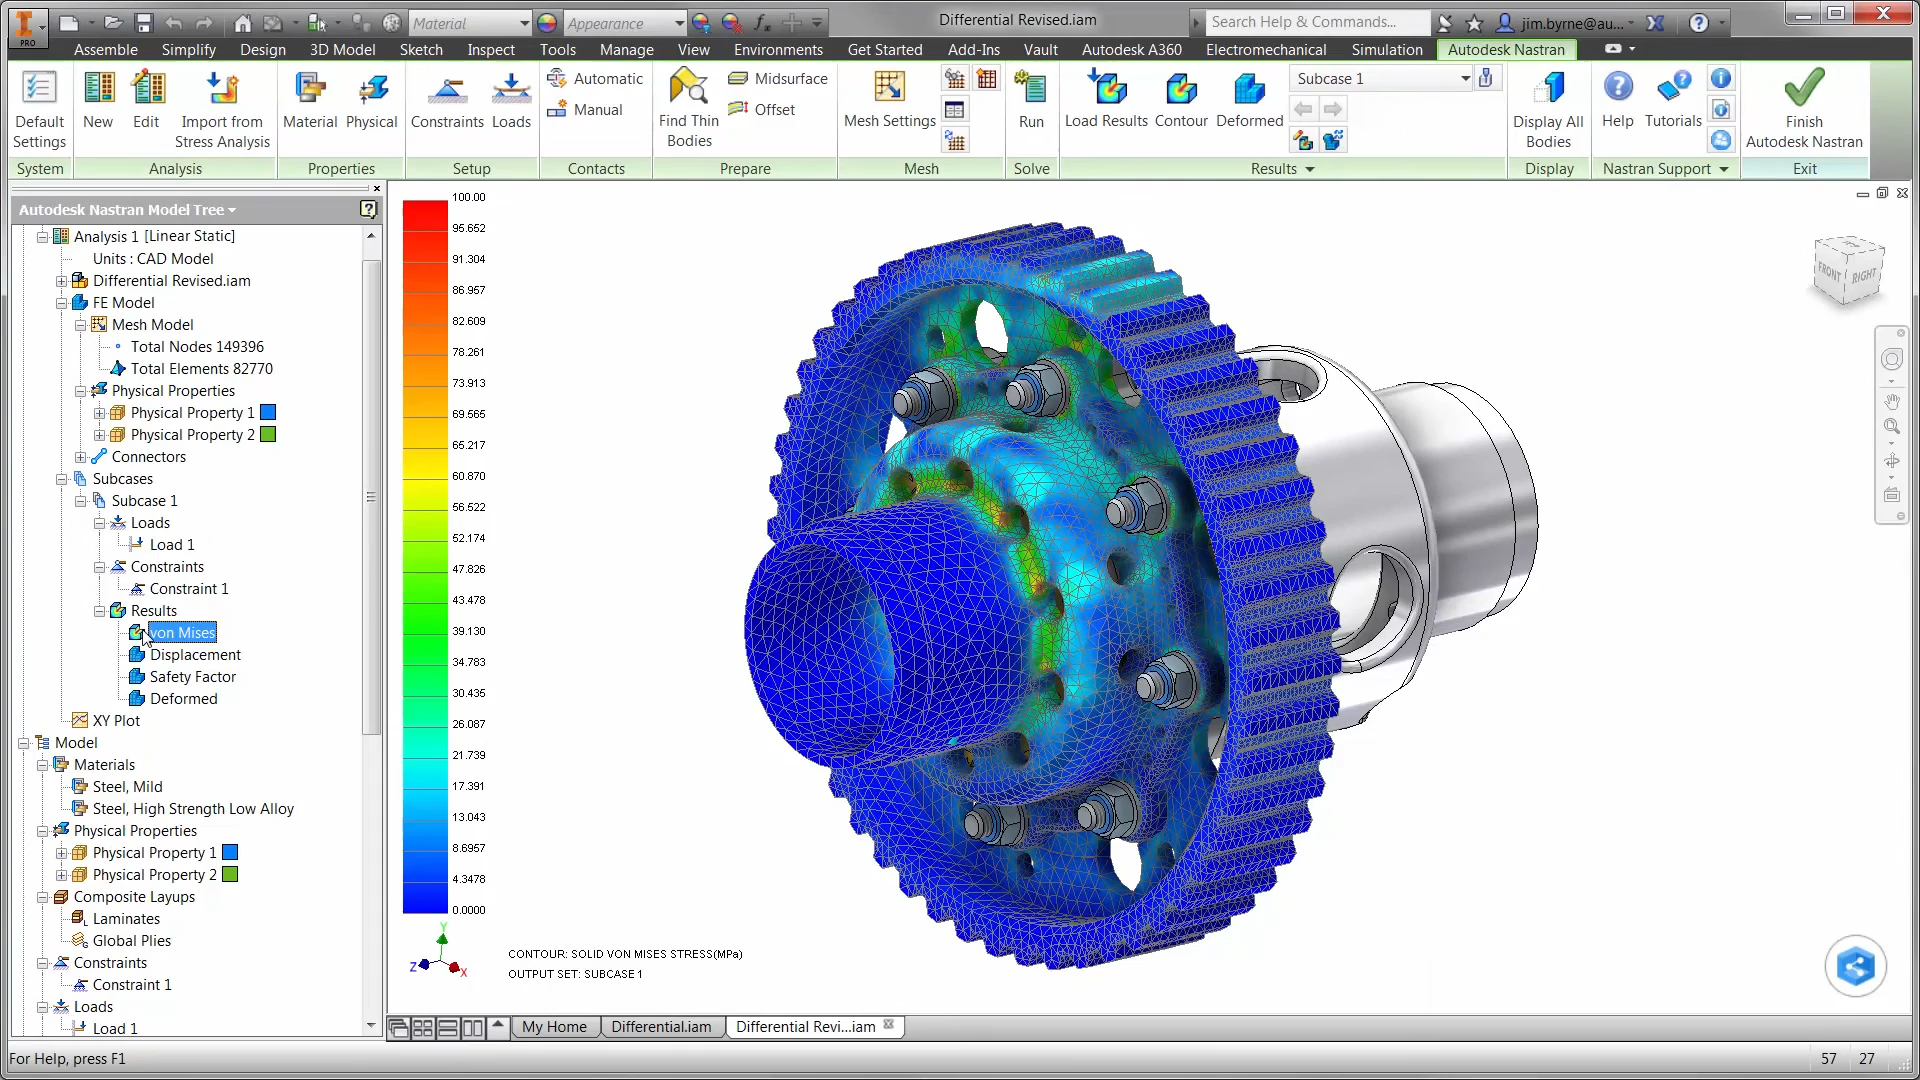 PRO
Material
Appearance
Differential Revised.iam
Search Help & Commands...
jim.byrne@au...
Assemble Simplify Design 3D Model Sketch Inspect Tools Manage View Environments Get Started Add-Ins Vault Autodesk A360 Electromechanical Simulation Autodesk Nastran
Default Settings
System
New
Edit
Import from Stress Analysis
Analysis
Material
Physical
Properties
Constraints
Loads
Setup
Automatic
Manual
Contacts
Find Thin Bodies
Midsurface
Offset
Prepare
Mesh Settings
Mesh
Run
Solve
Load Results
Contour
Deformed
Subcase 1
Results
Display All Bodies
Display
Help
Tutorials
Nastran Support
Finish Autodesk Nastran
Exit
Autodesk Nastran Model Tree
Analysis 1 [Linear Static]
Units : CAD Model
Differential Revised.iam
FE Model
Mesh Model
Total Nodes 149396
Total Elements 82770
Physical Properties
Physical Property 1
Physical Property 2
Connectors
Subcases
Subcase 1
Loads
Load 1
Constraints
Constraint 1
Results
von Mises
Displacement
Safety Factor
Deformed
XY Plot
Model
Materials
Steel, Mild
Steel, High Strength Low Alloy
Physical Properties
Physical Property 1
Physical Property 2
Composite Layups
Laminates
Global Plies
Constraints
Constraint 1
Loads
Load 1
100.00
95.652
91.304
86.957
82.609
78.261
73.913
69.565
65.217
60.870
56.522
52.174
47.826
43.478
39.130
34.783
30.435
26.087
21.739
17.391
13.043
8.6957
4.3478
0.0000
FRONT
RIGHT
Y
Z
X
CONTOUR: SOLID VON MISES STRESS(MPa)
OUTPUT SET: SUBCASE 1
My Home
Differential.iam
Differential Revi...iam
For Help, press F1
57 27